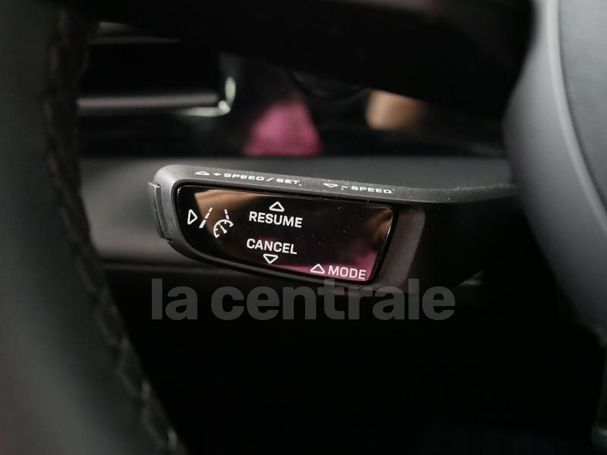 △ + SPEED / SET ▽ - SPEED
RESUME
CANCEL
MODE
la centrale